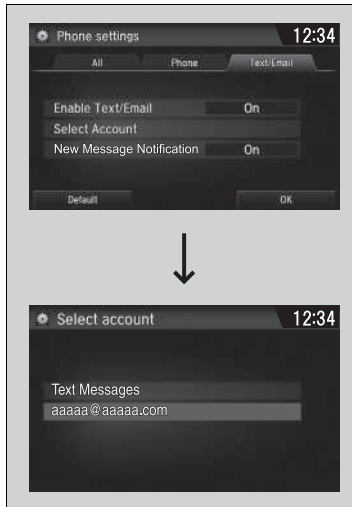 Phone settings 12:34
All Phone Text/Email
Enable Text/Email On
Select Account
New Message Notification On
Default OK
Select account 12:34
Text Messages
aaaaa@aaaaa.com